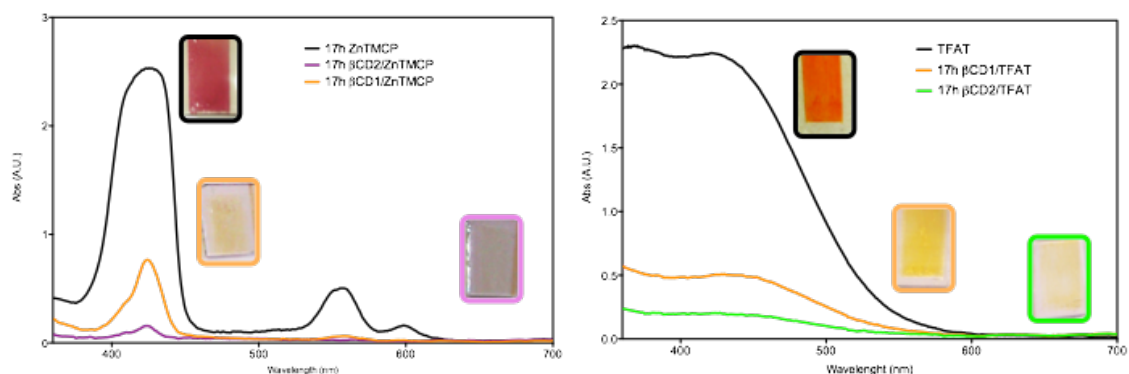 3
2
1
0
Abs (A.U.)
17h ZnTMCP
17h βCD2/ZnTMCP
17h βCD1/ZnTMCP
400
500
600
700
Wavelength (nm)
2.5
2.0
1.5
1.0
0.5
0.0
Abs (A.U.)
TFAT
17h βCD1/TFAT
17h βCD2/TFAT
400
500
600
700
Wavelenght (nm)